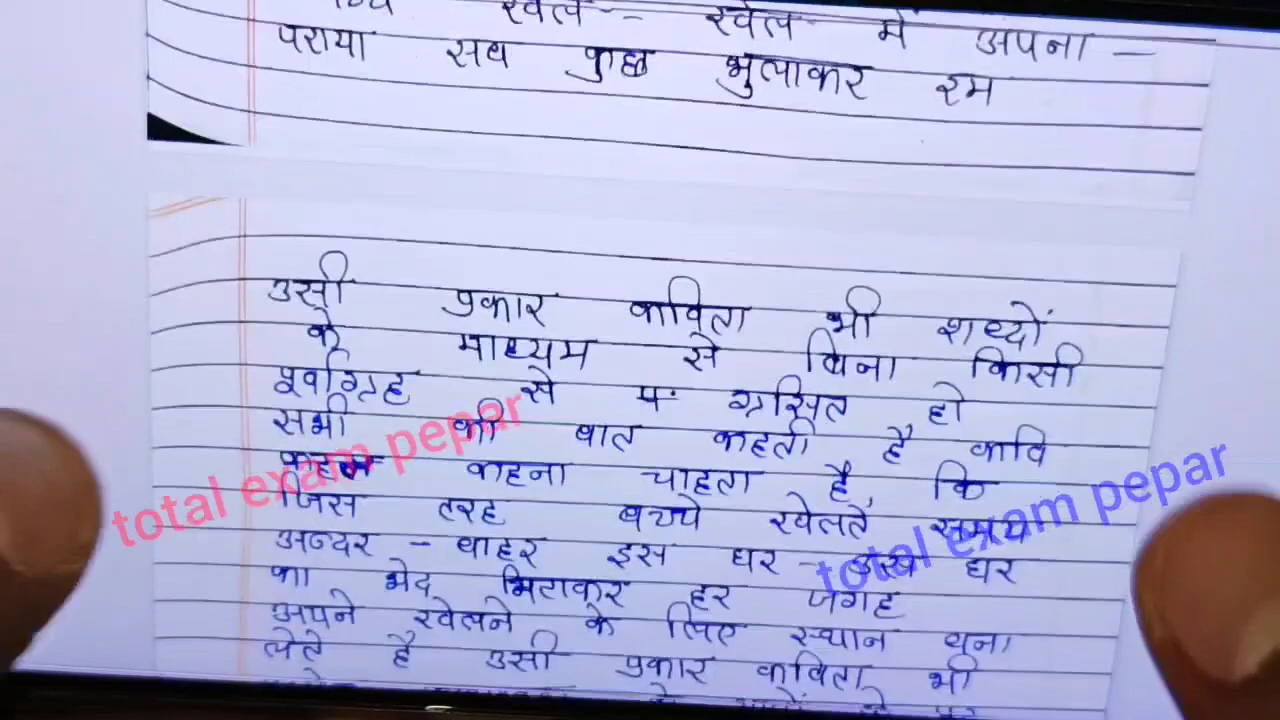 खेल - खेल में अपना -
पराया सब कुछ भुलाकर रम
उसी प्रकार कविता भी शब्दों
के माध्यम से बिना किसी
पूर्वाग्रह से ग्रसित हो
सभी की बात कहती है कवि
कहना चाहता है, कि
जिस तरह बच्चे खेलते समय
अन्दर - बाहर इस घर - उस घर
का भेद मिटाकर हर जगह
अपने खेलने के लिए स्थान बना
लेते है उसी प्रकार कविता भी
total exam pepar
total exam pepar